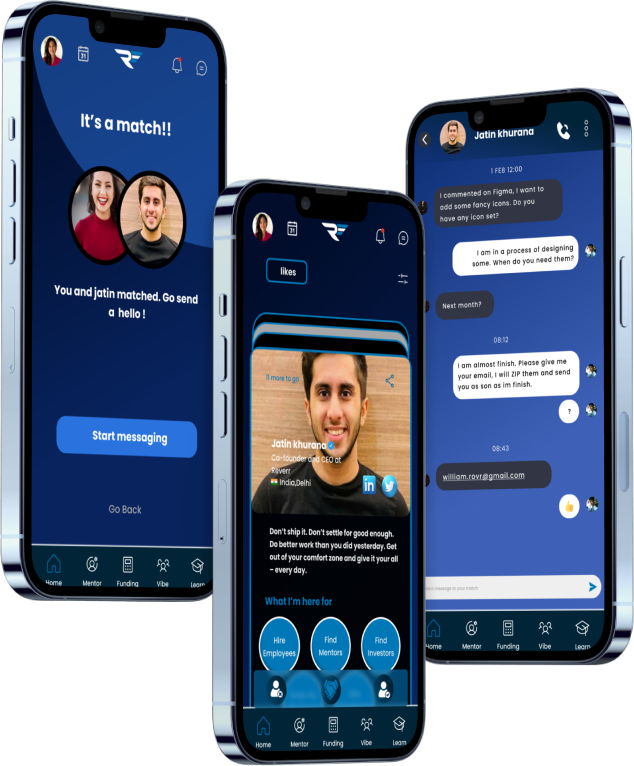 31
It's a match!!
You and jatin matched. Go send
a hello !
Start messaging
Go Back
Home
Mentor
Funding
Vibe
Learn
31
likes
11 more to go
Jatin khurana
Co-founder and CEO at
Reverr
India,Delhi
in
Don't ship it. Don't settle for good enough.
Do better work than you did yesterday. Get
out of your comfort zone and give it your all
– every day.
What I'm here for
Hire
Employees
Find
Mentors
Find
Investors
Home
Mentor
Funding
Vibe
Learn
Jatin khurana
1 FEB 12:00
I commented on Figma, I want to
add some fancy icons. Do you
have any icon set?
I am in a process of designing
some. When do you need them?
Next month?
08:12
I am almost finish. Please give me
your email, I will ZIP them and send
you as son as im finish.
?
08:43
william.rovr@gmail.com
message to your match
Home
Mentor
Funding
Vibe
Learn